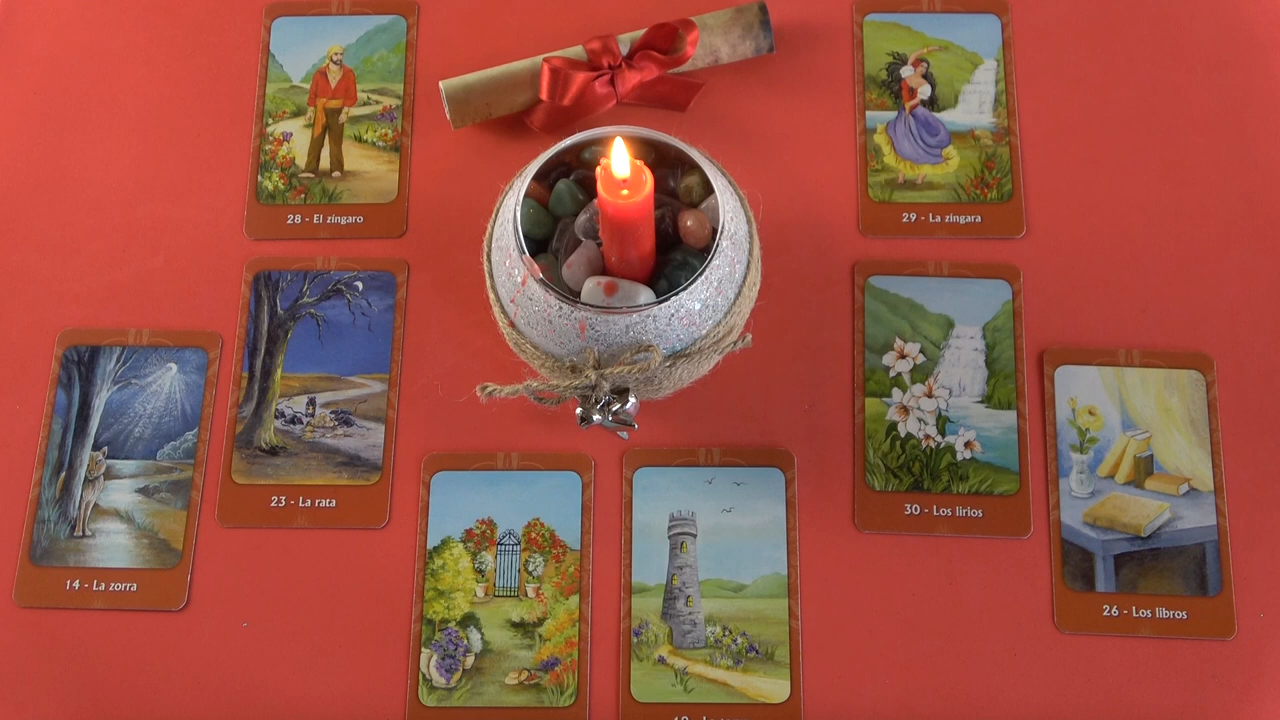 28 - El zíngaro
29 - La zíngara
23 - La rata
30 - Los lirios
14 - La zorra
26 - Los libros